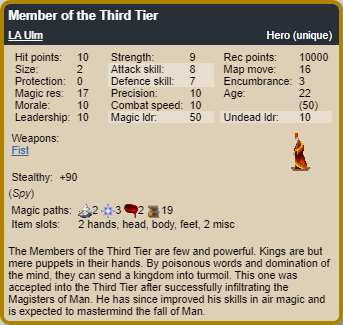 Member of the Third Tier
LA Ulm Hero (unique)
Hit points: 10 Strength: 9 Rec points: 10000
Size: 2 Attack skill: 8 Map move: 16
Protection: 0 Defence skill: 7 Encumbrance: 3
Magic res: 17 Precision: 10 Age: 22
Morale: 10 Combat speed: 10 (50)
Leadership: 10 Magic ldr: 50 Undead ldr: 10
Weapons:
Fist
Stealthy: +90
(Spy)
Magic paths: 2 3 2 19
Item slots: 2 hands, head, body, feet, 2 misc
The Members of the Third Tier are few and powerful. Kings are but
mere puppets in their hands. By poisonous words and domination of
the mind, they can send a kingdom into turmoil. This one was
accepted into the Third Tier after successfully infiltrating the
Magisters of Man. He has since improved his skills in air magic and
is expected to mastermind the fall of Man.